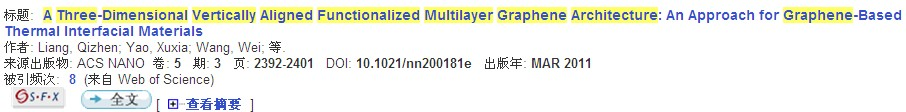 标题: A Three-Dimensional Vertically Aligned Functionalized Multilayer Graphene Architecture: An Approach for Graphene-Based
Thermal Interfacial Materials
作者: Liang, Qizhen; Yao, Xuxia; Wang, Wei; 等.
来源出版物: ACS NANO 卷: 5 期: 3 页: 2392-2401 DOI: 10.1021/nn200181e 出版年: MAR 2011
被引频次: 8 (来自 Web of Science)
S·F·X 全文 [ 查看摘要 ]